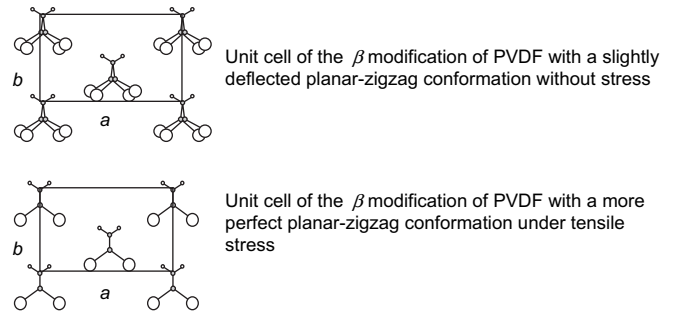 b
a
Unit cell of the β modification of PVDF with a slightly
deflected planar-zigzag conformation without stress
b
a
Unit cell of the β modification of PVDF with a more
perfect planar-zigzag conformation under tensile
stress